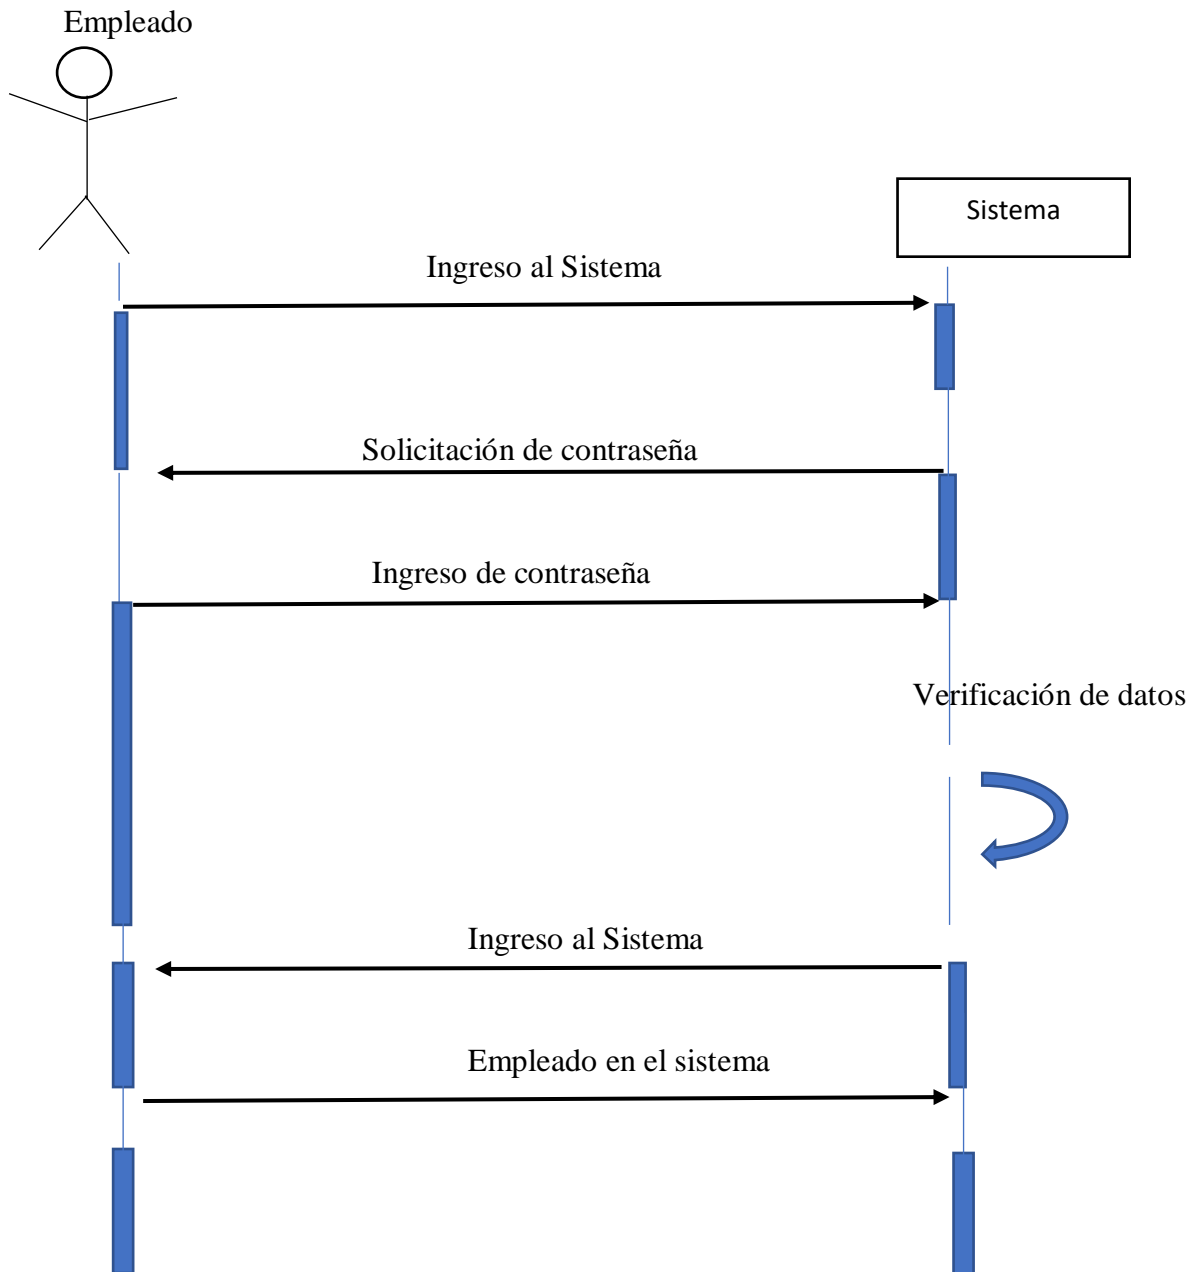 Empleado
Sistema
Ingreso al Sistema
Solicitación de contraseña
Ingreso de contraseña
Verificación de datos
Ingreso al Sistema
Empleado en el sistema